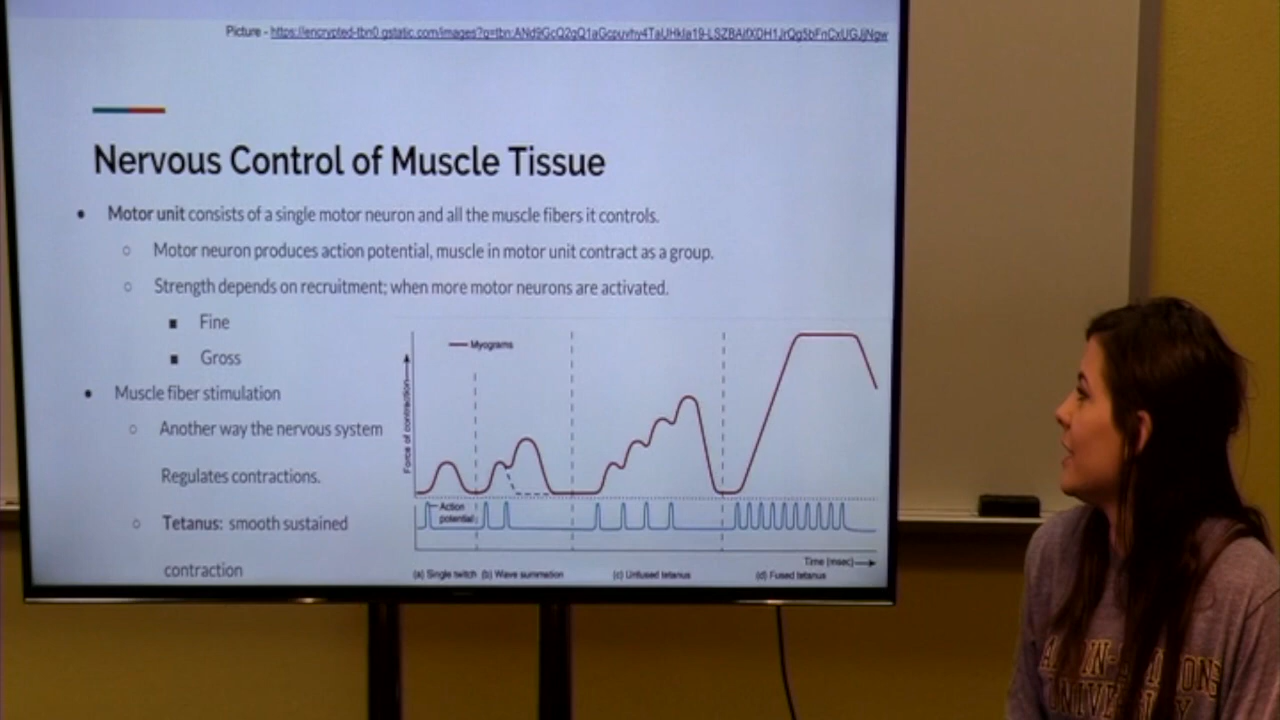 Picture -
Nervous Control of Muscle Tissue
• Motor unit consists of a single motor neuron and all the muscle fibers it controls.
○ Motor neuron produces action potential, muscle in motor unit contract as a group.
○ Strength depends on recruitment; when more motor neurons are activated.
■ Fine
■ Gross
• Muscle fiber stimulation
○ Another way the nervous system
Regulates contractions.
○ Tetanus: smooth sustained
contraction
Myograms
Force of contraction
Action
potential
Time (msec)
(a) Single twitch (b) Wave summation (c) Unfused tetanus (d) Fused tetanus